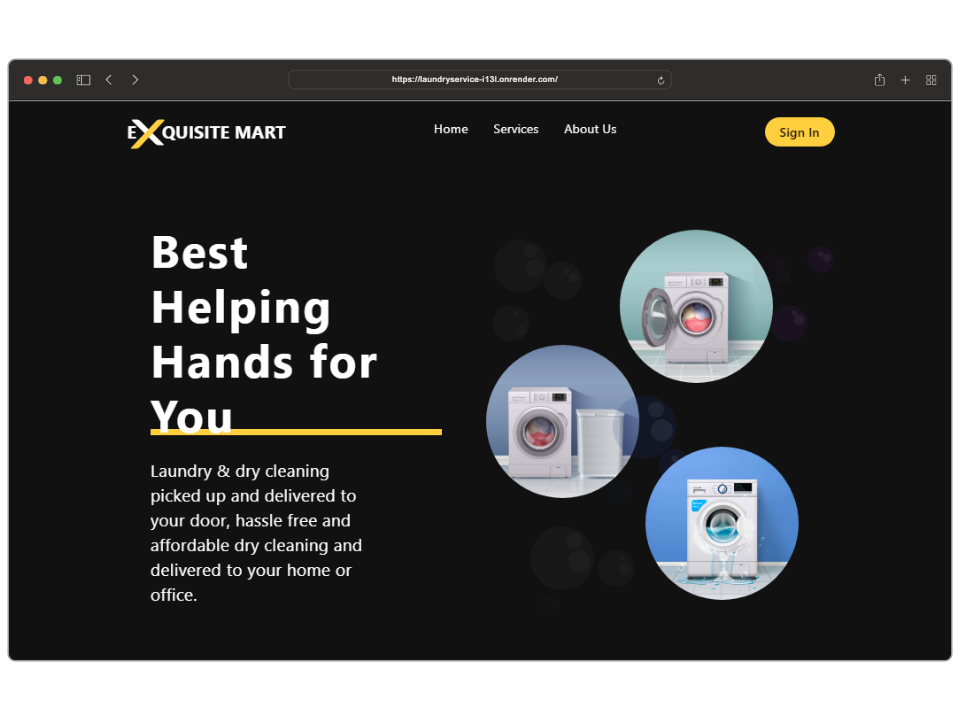 https://laundryservice-i13l.onrender.com/
EXQUISITE MART
Home Services About Us
Sign In
Best
Helping
Hands for
You
Laundry & dry cleaning
picked up and delivered to
your door, hassle free and
affordable dry cleaning and
delivered to your home or
office.